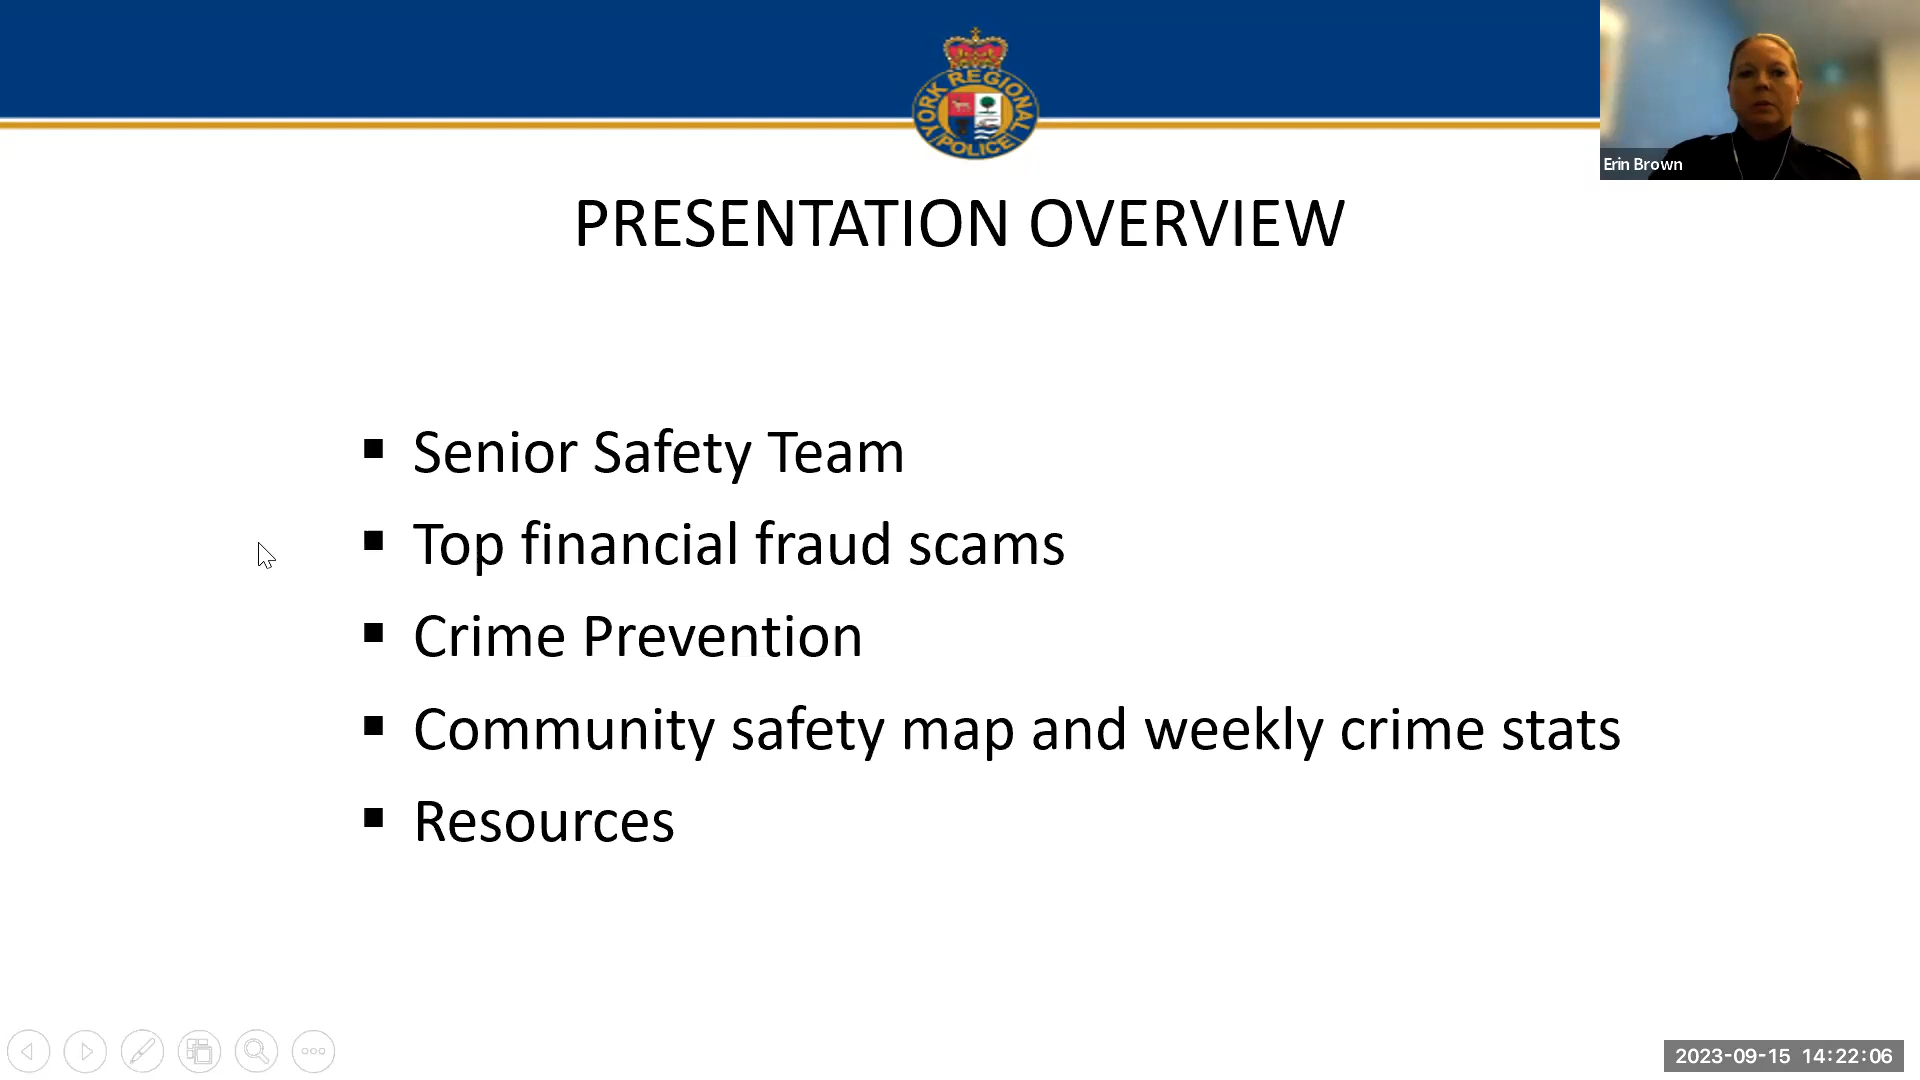 YORK REGIONAL
POLICE
Erin Brown
PRESENTATION OVERVIEW
▪ Senior Safety Team
▪ Top financial fraud scams
▪ Crime Prevention
▪ Community safety map and weekly crime stats
▪ Resources
2023-09-15 14:22:06